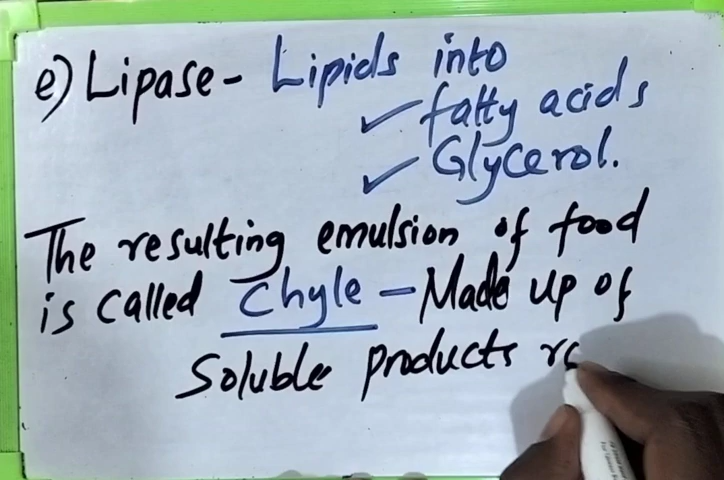 e) Lipase - Lipids into
✓ fatty acids
✓ Glycerol.
The resulting emulsion of food
is called Chyle - Made up of
Soluble products